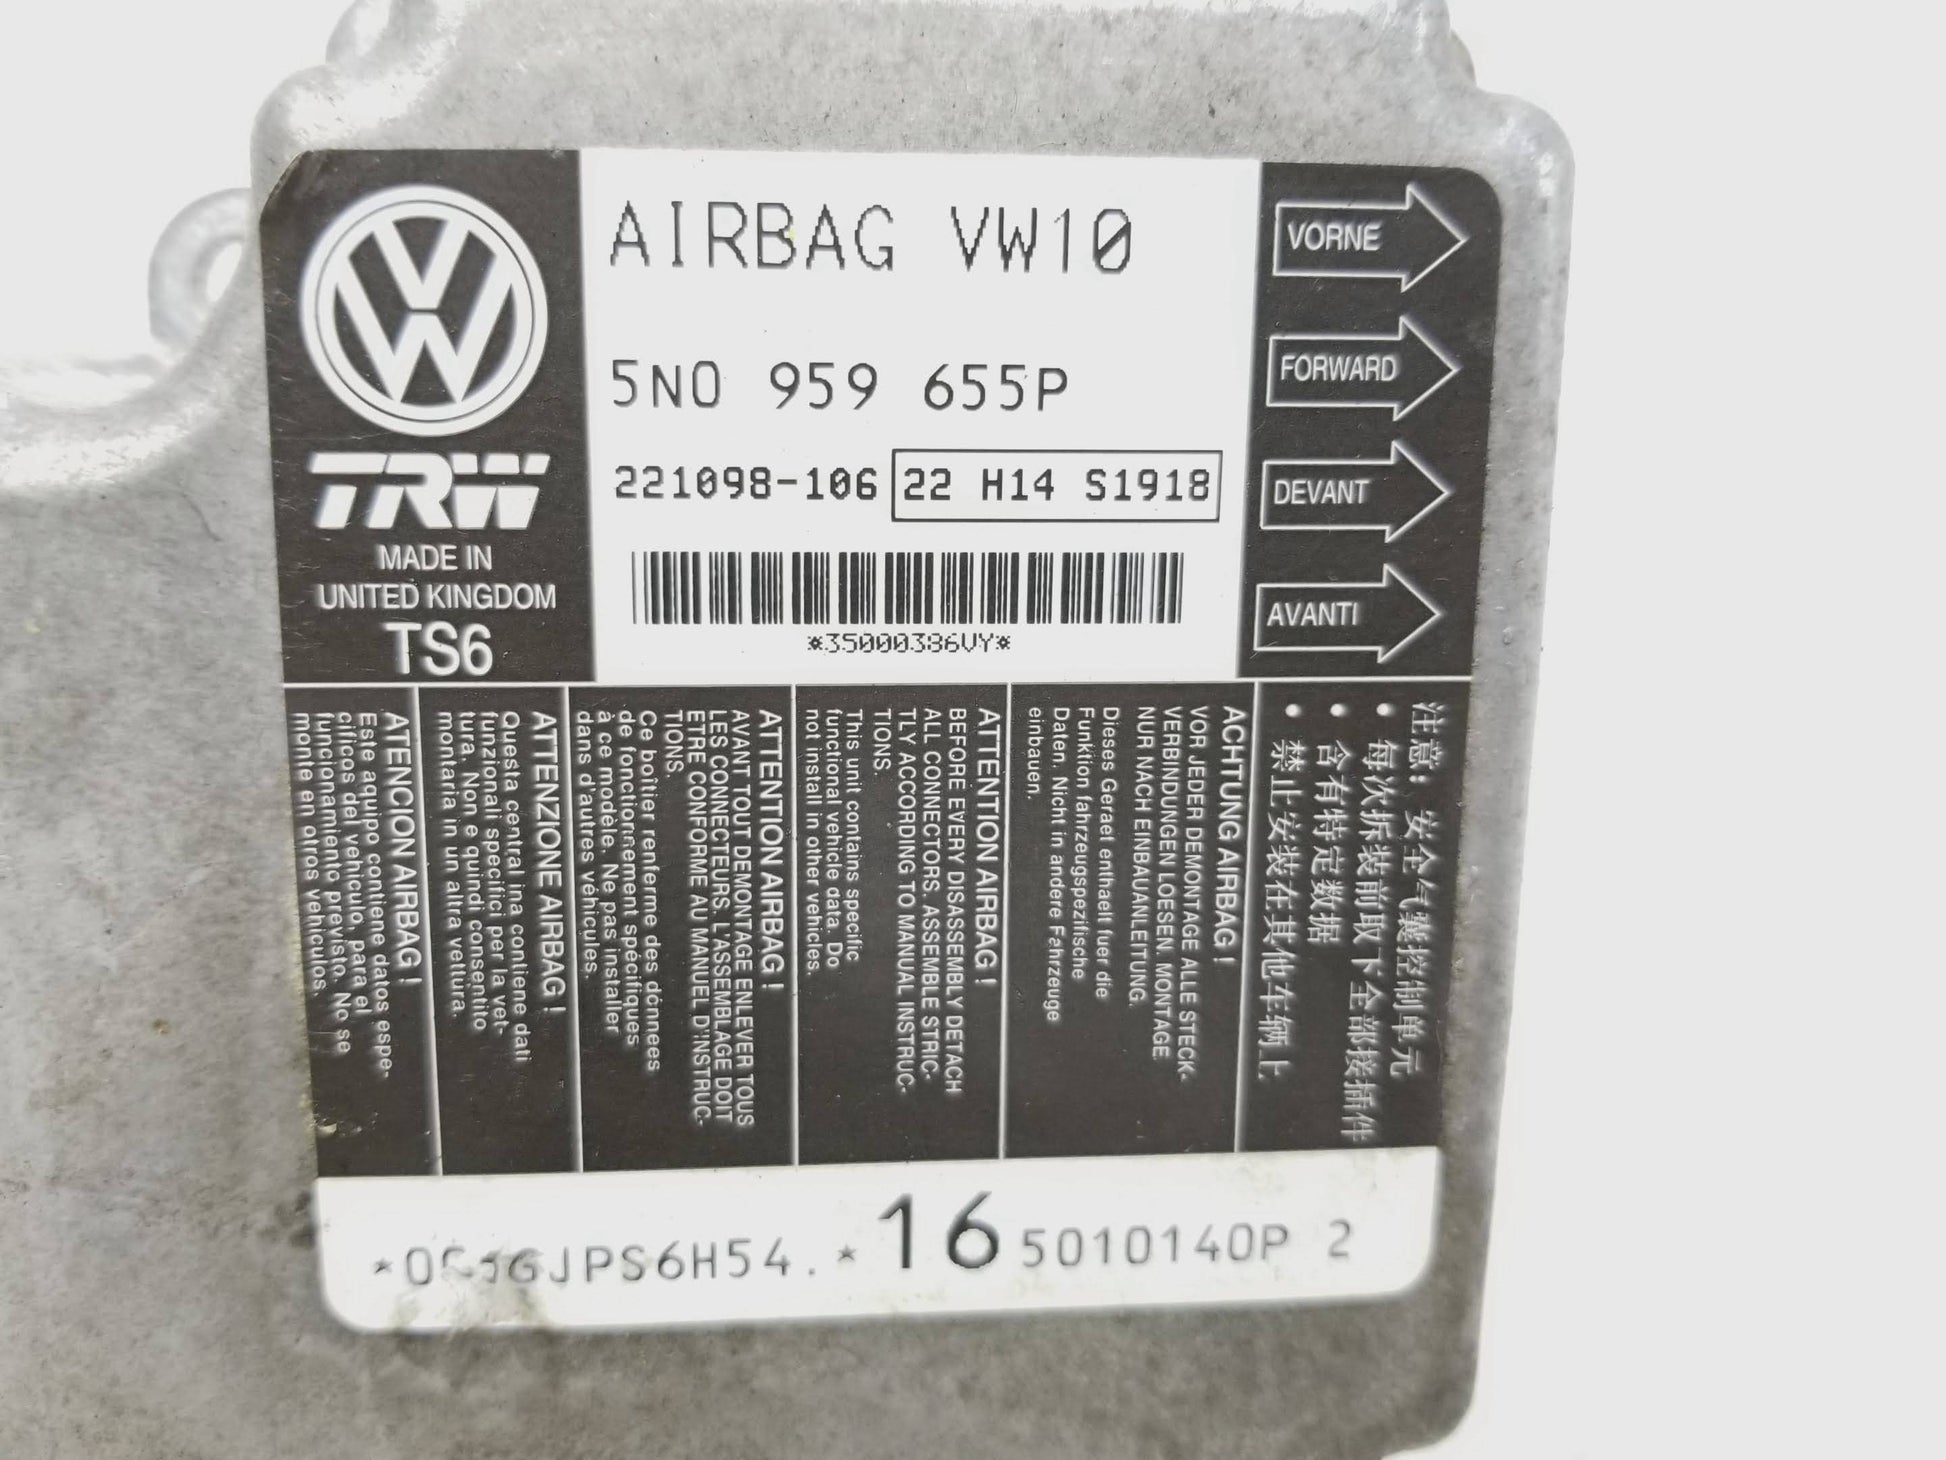 AIRBAG VW10
5N0 959 655P
221098-106 22 H14 S1918
*35000386VY*
TRW
MADE IN
UNITED KINGDOM
TS6
VORNE
FORWARD
DEVANT
AVANTI
注意：安全气囊控制单元
• 每次拆装前取下全部接插件
• 含有特定数据
• 禁止安装在其他车辆上
ACHTUNG AIRBAG !
VOR JEDER DEMONTAGE ALLE STECK-
VERBINDUNGEN LOESEN. MONTAGE
NUR NACH EINBAUANLEITUNG.
Dieses Geraet enthaelt fuer die
Funktion fahrzeugspezifische
Daten. Nicht in andere Fahrzeuge
einbauen.
ATTENTION AIRBAG !
BEFORE EVERY DISASSEMBLY DETACH
ALL CONNECTORS. ASSEMBLE STRIC-
TLY ACCORDING TO MANUAL INSTRUC-
TIONS.
This unit contains specific
functional vehicle data. Do
not install in other vehicles.
ATTENTION AIRBAG !
AVANT TOUT DEMONTAGE ENLEVER TOUS
LES CONNECTEURS. L'ASSEMBLAGE DOIT
ETRE CONFORME AU MANUEL D'INSTRUC-
TIONS.
Ce boîtier renferme des données
de fonctionnement spécifiques
à ce modèle. Ne pas installer
dans d'autres véhicules.
ATTENZIONE AIRBAG !
Questa central ina contiene dati
funzionali specifici per la vet-
tura. Non e quindi consentito
montaria in un altra vettura.
ATENCION AIRBAG !
Este aquipo contiene datos espe-
cificos del vehiculo, para el
funcionamiento previsto. No se
monte en otros vehiculos.
16 5010140P 2